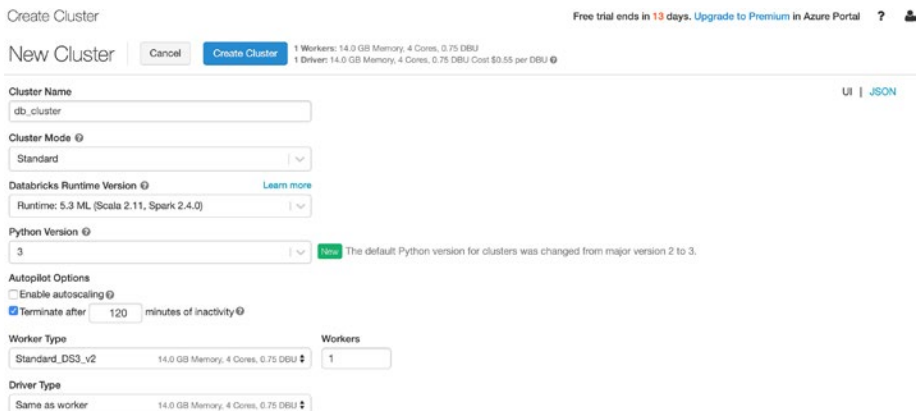 Create Cluster
Free trial ends in 13 days. Upgrade to Premium in Azure Portal ?
New Cluster
Cancel
Create Cluster
1 Workers: 14.0 GB Memory, 4 Cores, 0.75 DBU
1 Driver: 14.0 GB Memory, 4 Cores, 0.75 DBU Cost $0.55 per DBU ?
Cluster Name
UI | JSON
db_cluster
Cluster Mode ?
Standard
Databricks Runtime Version ? Learn more
Runtime: 5.3 ML (Scala 2.11, Spark 2.4.0)
Python Version ?
3
New The default Python version for clusters was changed from major version 2 to 3.
Autopilot Options
Enable autoscaling ?
Terminate after 120 minutes of inactivity ?
Worker Type Workers
Standard_DS3_v2 14.0 GB Memory, 4 Cores, 0.75 DBU 1
Driver Type
Same as worker 14.0 GB Memory, 4 Cores, 0.75 DBU